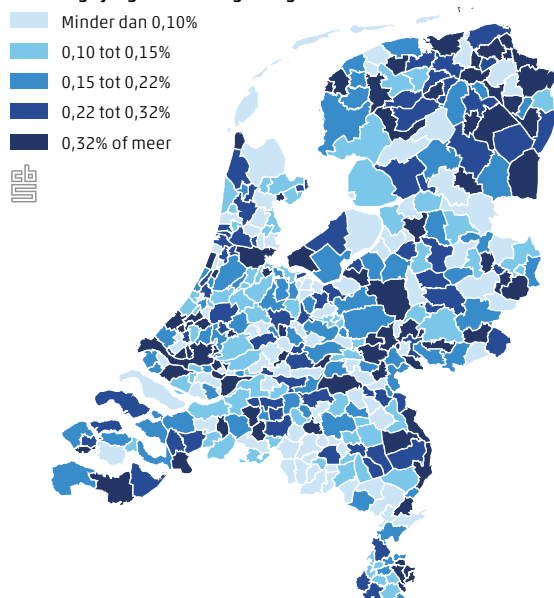 Minder dan 0,10%
0,10 tot 0,15%
0,15 tot 0,22%
0,22 tot 0,32%
0,32% of meer
cbs